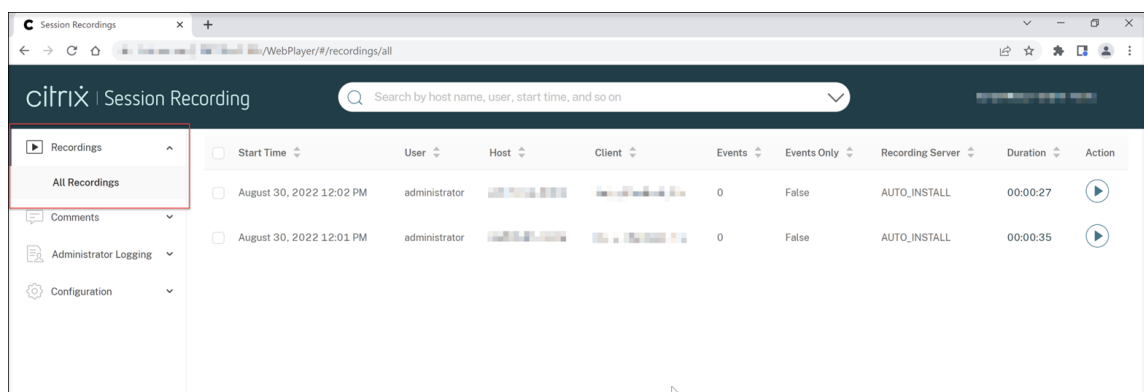 Session Recordings
/WebPlayer/#/recordings/all
citrix | Session Recording
Search by host name, user, start time, and so on
Recordings
All Recordings
Comments
Administrator Logging
Configuration
Start Time User Host Client Events Events Only Recording Server Duration Action
August 30, 2022 12:02 PM administrator 0 False AUTO_INSTALL 00:00:27
August 30, 2022 12:01 PM administrator 0 False AUTO_INSTALL 00:00:35